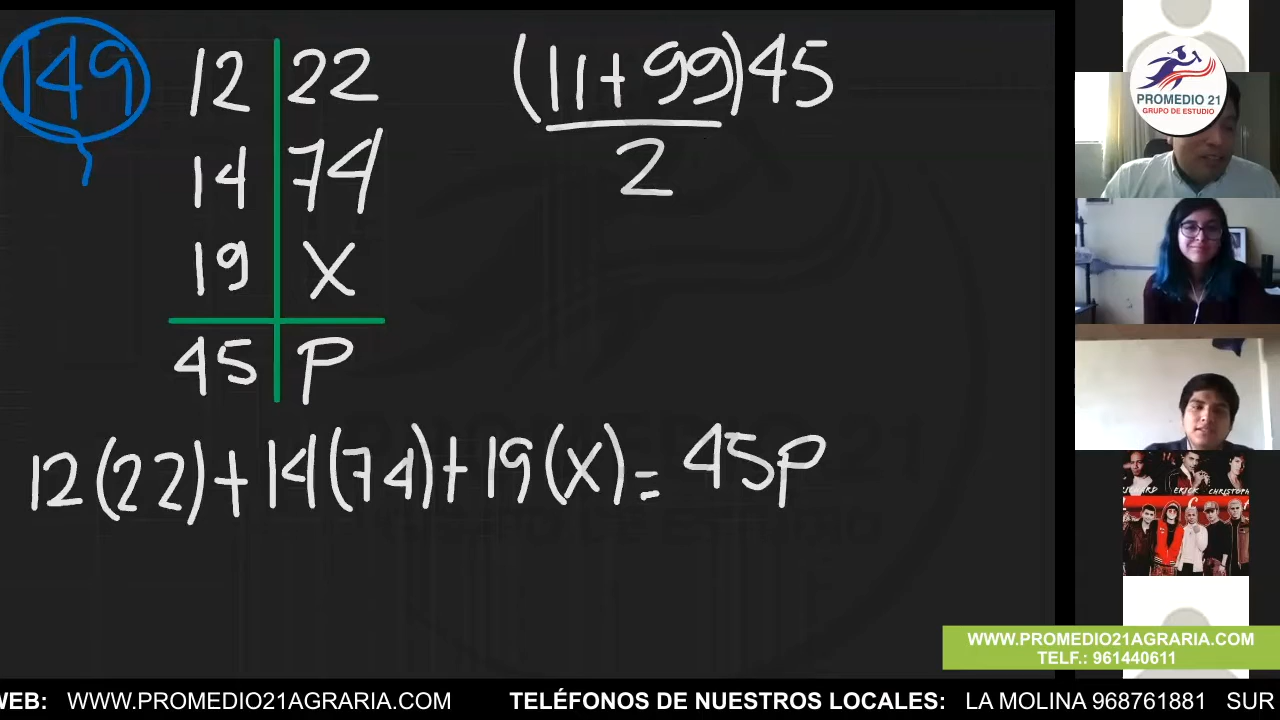 149
12 22
14 74
19 X
45 P
(11+99)45
2
12(22)+14(74)+19(X)=45P
PROMEDIO 21
GRUPO DE ESTUDIO
ERICK CHRISTOPH
WWW.PROMEDIO21AGRARIA.COM
TELF.: 961440611
WEB: WWW.PROMEDIO21AGRARIA.COM TELÉFONOS DE NUESTROS LOCALES: LA MOLINA 968761881 SUR